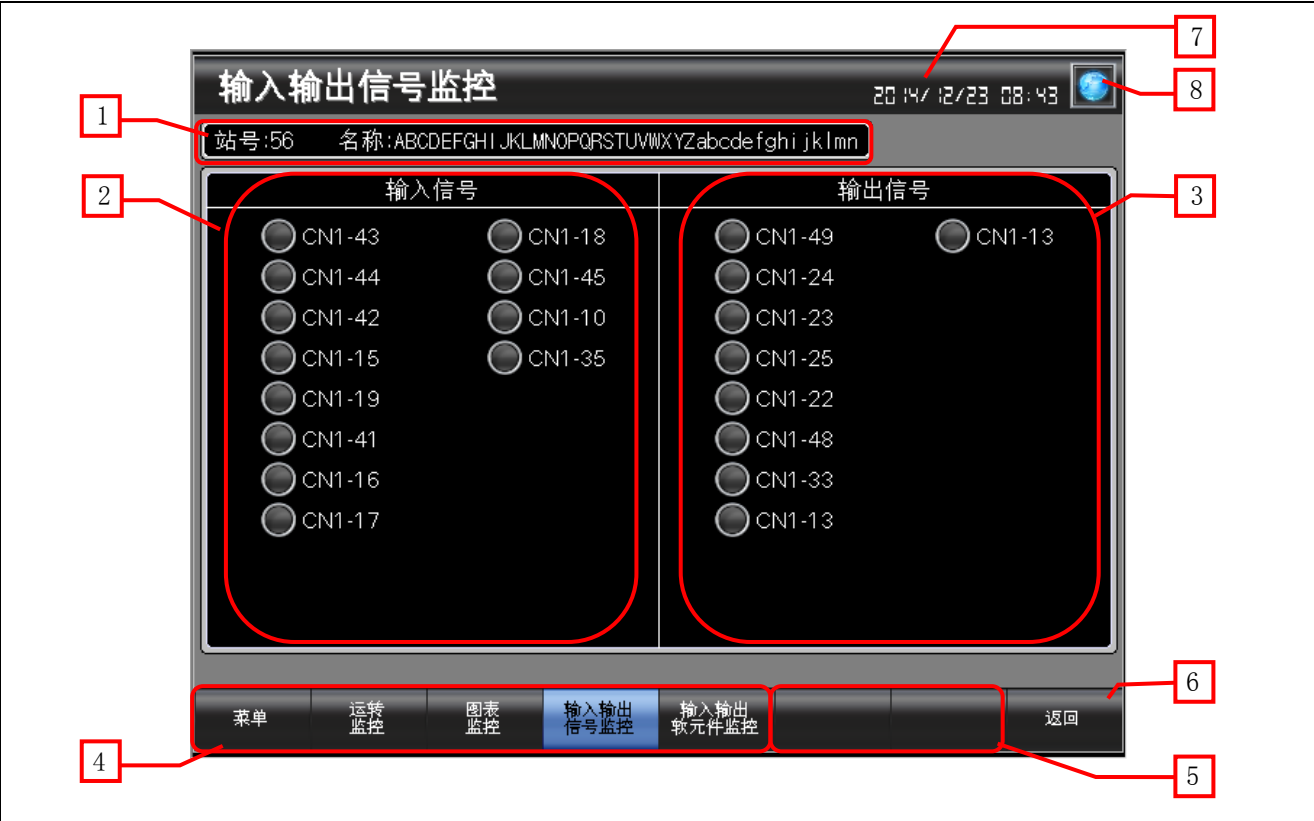 7
输入输出信号监控
2014/12/23 08:43
8
1
站号:56 名称:ABCDEFGHIJKLMNOPQRSTUVWXYZabcdefghijklmn
2
输入信号
输出信号
3
CN1-43 CN1-18
CN1-44 CN1-45
CN1-42 CN1-10
CN1-15 CN1-35
CN1-19
CN1-41
CN1-16
CN1-17
CN1-49 CN1-13
CN1-24
CN1-23
CN1-25
CN1-22
CN1-48
CN1-33
CN1-13
6
菜单
运转
监控
图表
监控
输入输出
信号监控
输入输出
软元件监控
返回
4
5